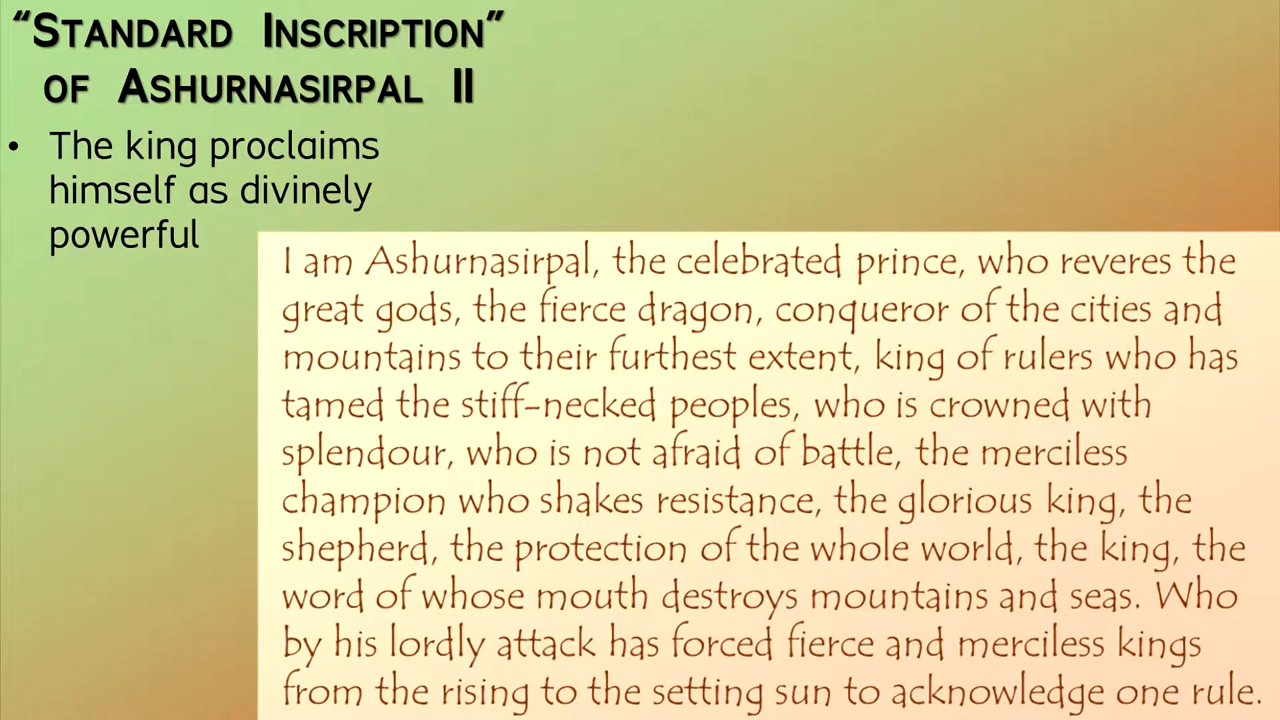 “STANDARD INSCRIPTION”
OF ASHURNASIRPAL II
• The king proclaims
himself as divinely
powerful
I am Ashurnasirpal, the celebrated prince, who reveres the
great gods, the fierce dragon, conqueror of the cities and
mountains to their furthest extent, king of rulers who has
tamed the stiff-necked peoples, who is crowned with
splendour, who is not afraid of battle, the merciless
champion who shakes resistance, the glorious king, the
shepherd, the protection of the whole world, the king, the
word of whose mouth destroys mountains and seas. Who
by his lordly attack has forced fierce and merciless kings
from the rising to the setting sun to acknowledge one rule.